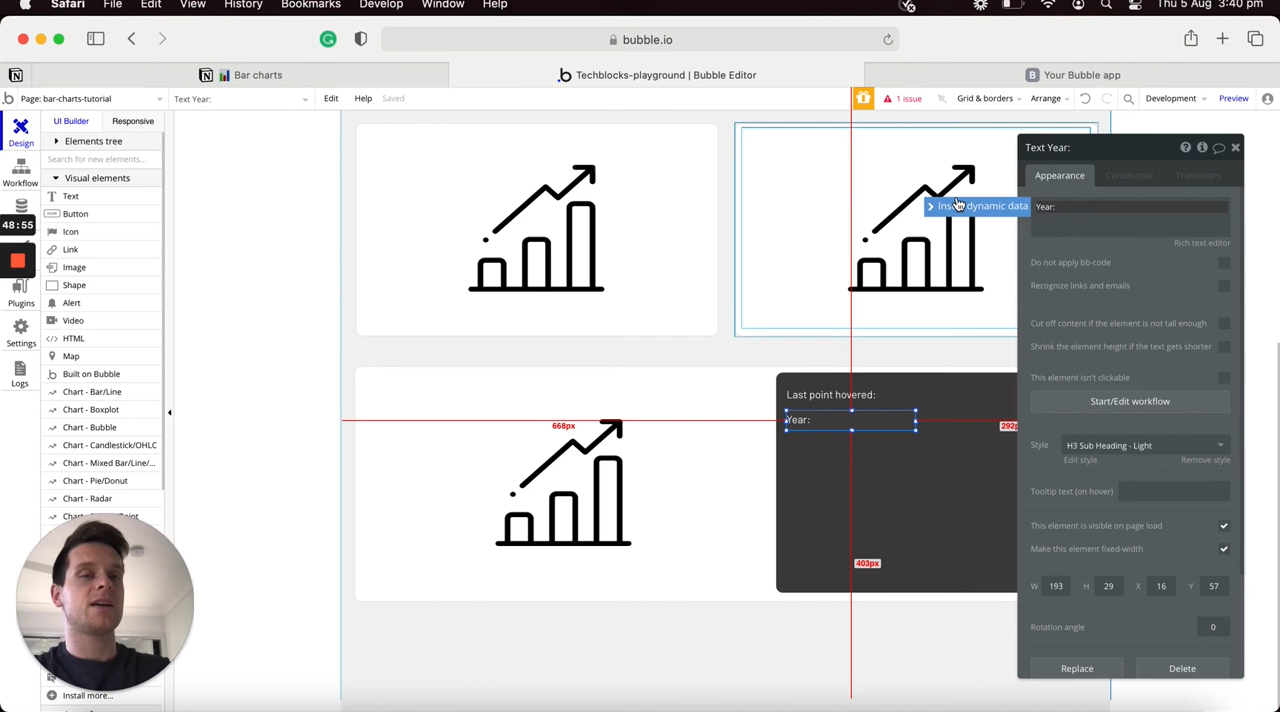 Safari File Edit View History Bookmarks Develop Window Help Thu 5 Aug 3:40 pm
bubble.io
Bar charts Techblocks-playground | Bubble Editor Your Bubble app
Page: bar-charts-tutorial Text Year: Edit Help Saved 1 issue Grid & borders Arrange Development Preview
UI Builder Responsive
Design
Elements tree
Search for new elements...
Workflow
Visual elements
Text
Button
48:55
Icon
Link
Image
Shape
Plugins
Alert
Video
Settings
HTML
Map
Logs
Built on Bubble
Chart - Bar/Line
Chart - Boxplot
Chart - Bubble
Chart - Candlestick/OHLC
Chart - Mixed Bar/Line/...
Chart - Pie/Donut
Chart - Radar
Install more...
Last point hovered:
Year:
668px
403px
Text Year:
Appearance Conditional Transitions
dynamic data
Year:
Rich text editor
Do not apply bb-code
Recognize links and emails
Cut off content if the element is not tall enough
Shrink the element height if the text gets shorter
This element isn't clickable
Start/Edit workflow
Style H3 Sub Heading - Light
Edit style Remove style
Tooltip text (on hover)
This element is visible on page load
Make this element fixed-width
W 193 H 29 X 16 Y 57
Rotation angle 0
Replace Delete